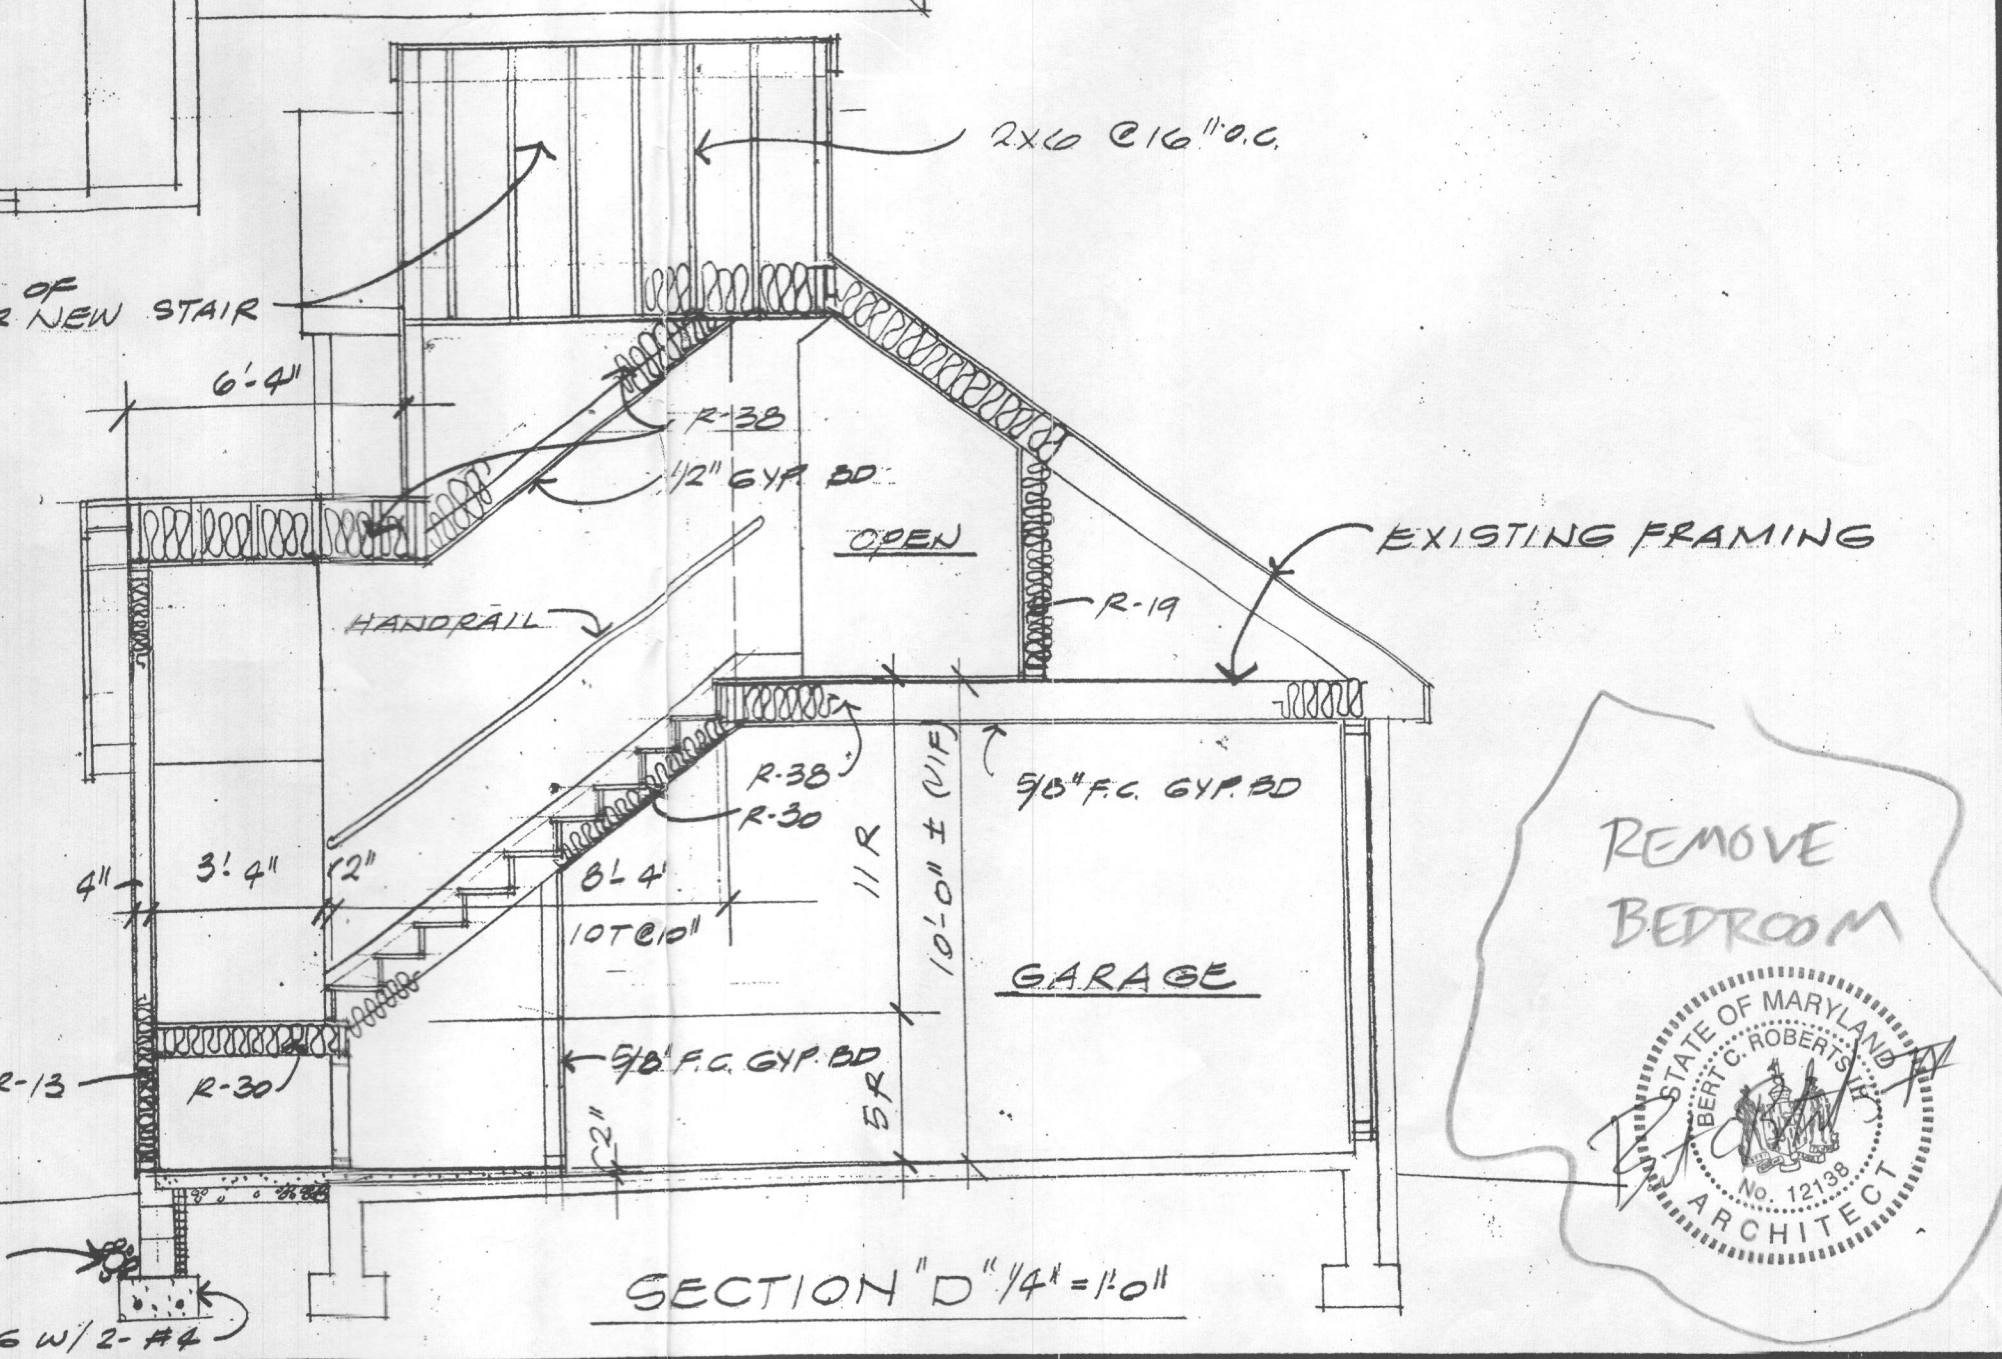 2X6 @ 16" O.C.
OF
R NEW STAIR
6'-4"
R-38
1/2" GYP. BD
OPEN
EXISTING FRAMING
HANDRAIL
R-19
R-38
R-30
5/8" F.C. GYP. BD
11 R
10'-0" ± (VIF)
4"
3'-4"
2"
8'-4"
10T @ 10"
GARAGE
REMOVE
BEDROOM
R-13
R-30
5/8" F.C. GYP. BD
5R
2"
STATE OF MARYLAND
BERT C. ROBERTS III
No. 12138
ARCHITECT
SECTION "D" 1/4" = 1'-0"
G W/ 2- #4